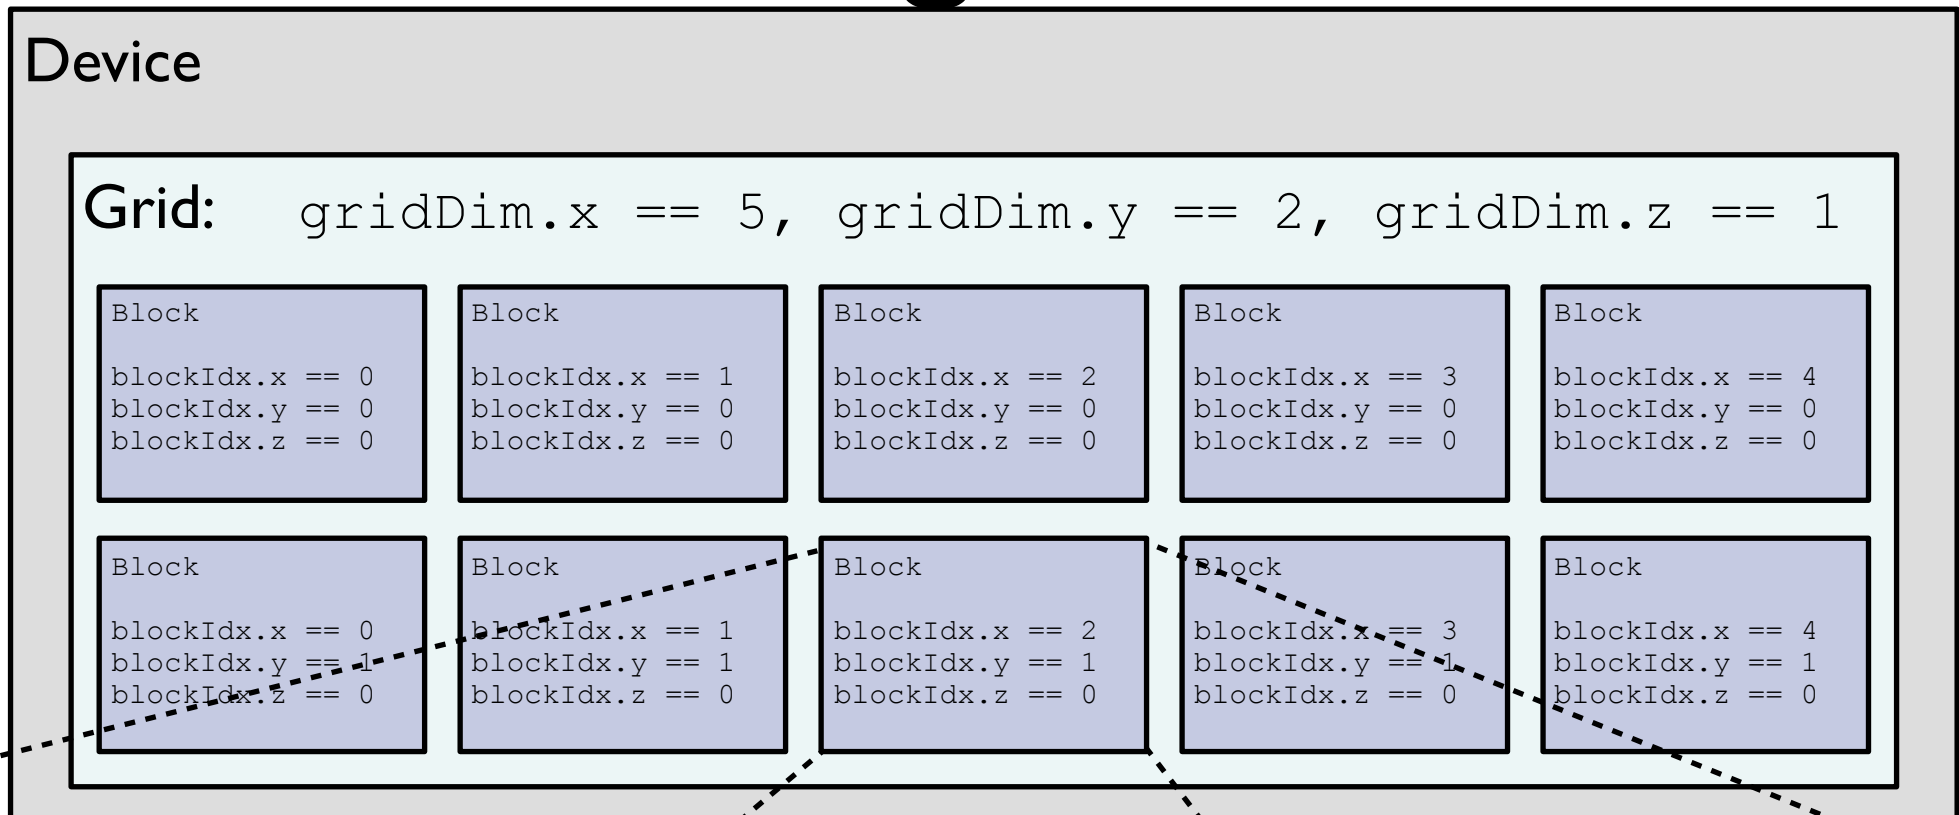 Device
Grid: gridDim.x == 5, gridDim.y == 2, gridDim.z == 1
Block
blockIdx.x == 0
blockIdx.y == 0
blockIdx.z == 0
Block
blockIdx.x == 1
blockIdx.y == 0
blockIdx.z == 0
Block
blockIdx.x == 2
blockIdx.y == 0
blockIdx.z == 0
Block
blockIdx.x == 3
blockIdx.y == 0
blockIdx.z == 0
Block
blockIdx.x == 4
blockIdx.y == 0
blockIdx.z == 0
Block
blockIdx.x == 0
blockIdx.y == 1
blockIdx.z == 0
Block
blockIdx.x == 1
blockIdx.y == 1
blockIdx.z == 0
Block
blockIdx.x == 2
blockIdx.y == 1
blockIdx.z == 0
Block
blockIdx.x == 3
blockIdx.y == 1
blockIdx.z == 0
Block
blockIdx.x == 4
blockIdx.y == 1
blockIdx.z == 0